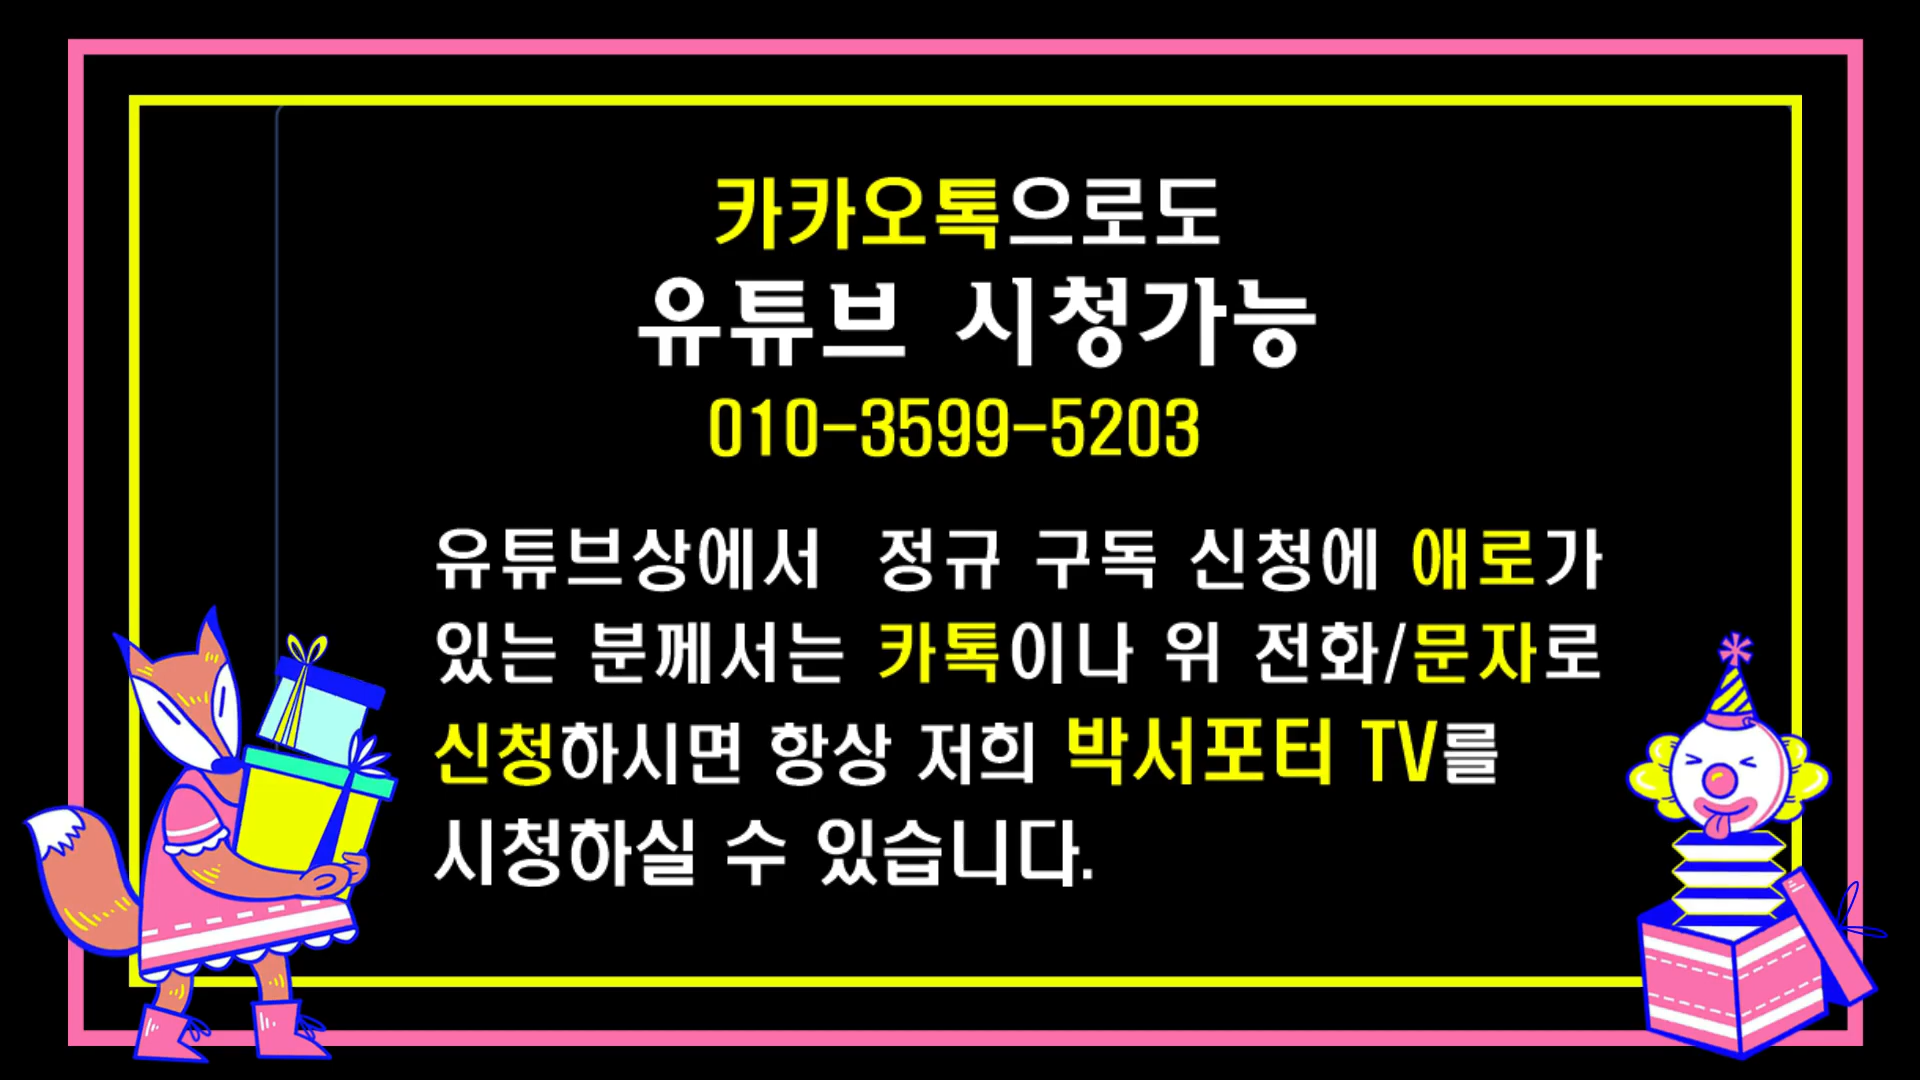 카카오톡으로도
유튜브 시청가능
010-3599-5203
유튜브상에서 정규 구독 신청에 애로가
있는 분께서는 카톡이나 위 전화/문자로
신청하시면 항상 저희 박서포터 TV를
시청하실 수 있습니다.